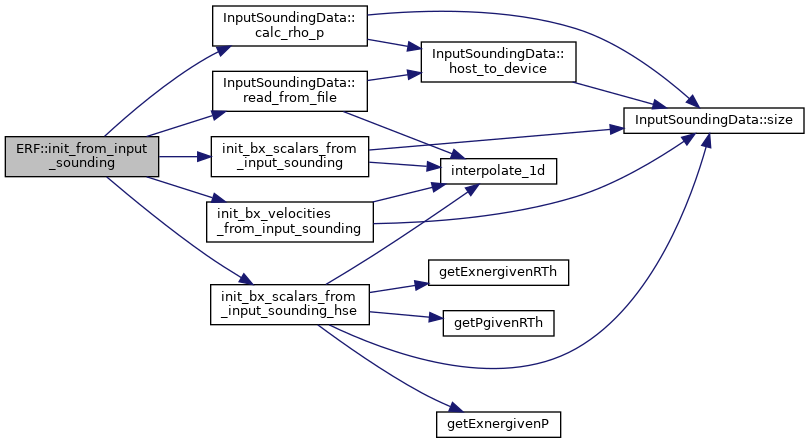 ERF::init_from_input
_sounding
InputSoundingData::
calc_rho_p
InputSoundingData::
read_from_file
init_bx_scalars_from
_input_sounding
init_bx_velocities
_from_input_sounding
init_bx_scalars_from
_input_sounding_hse
InputSoundingData::
host_to_device
interpolate_1d
getExnergivenRTh
getPgivenRTh
getExnergivenP
InputSoundingData::size